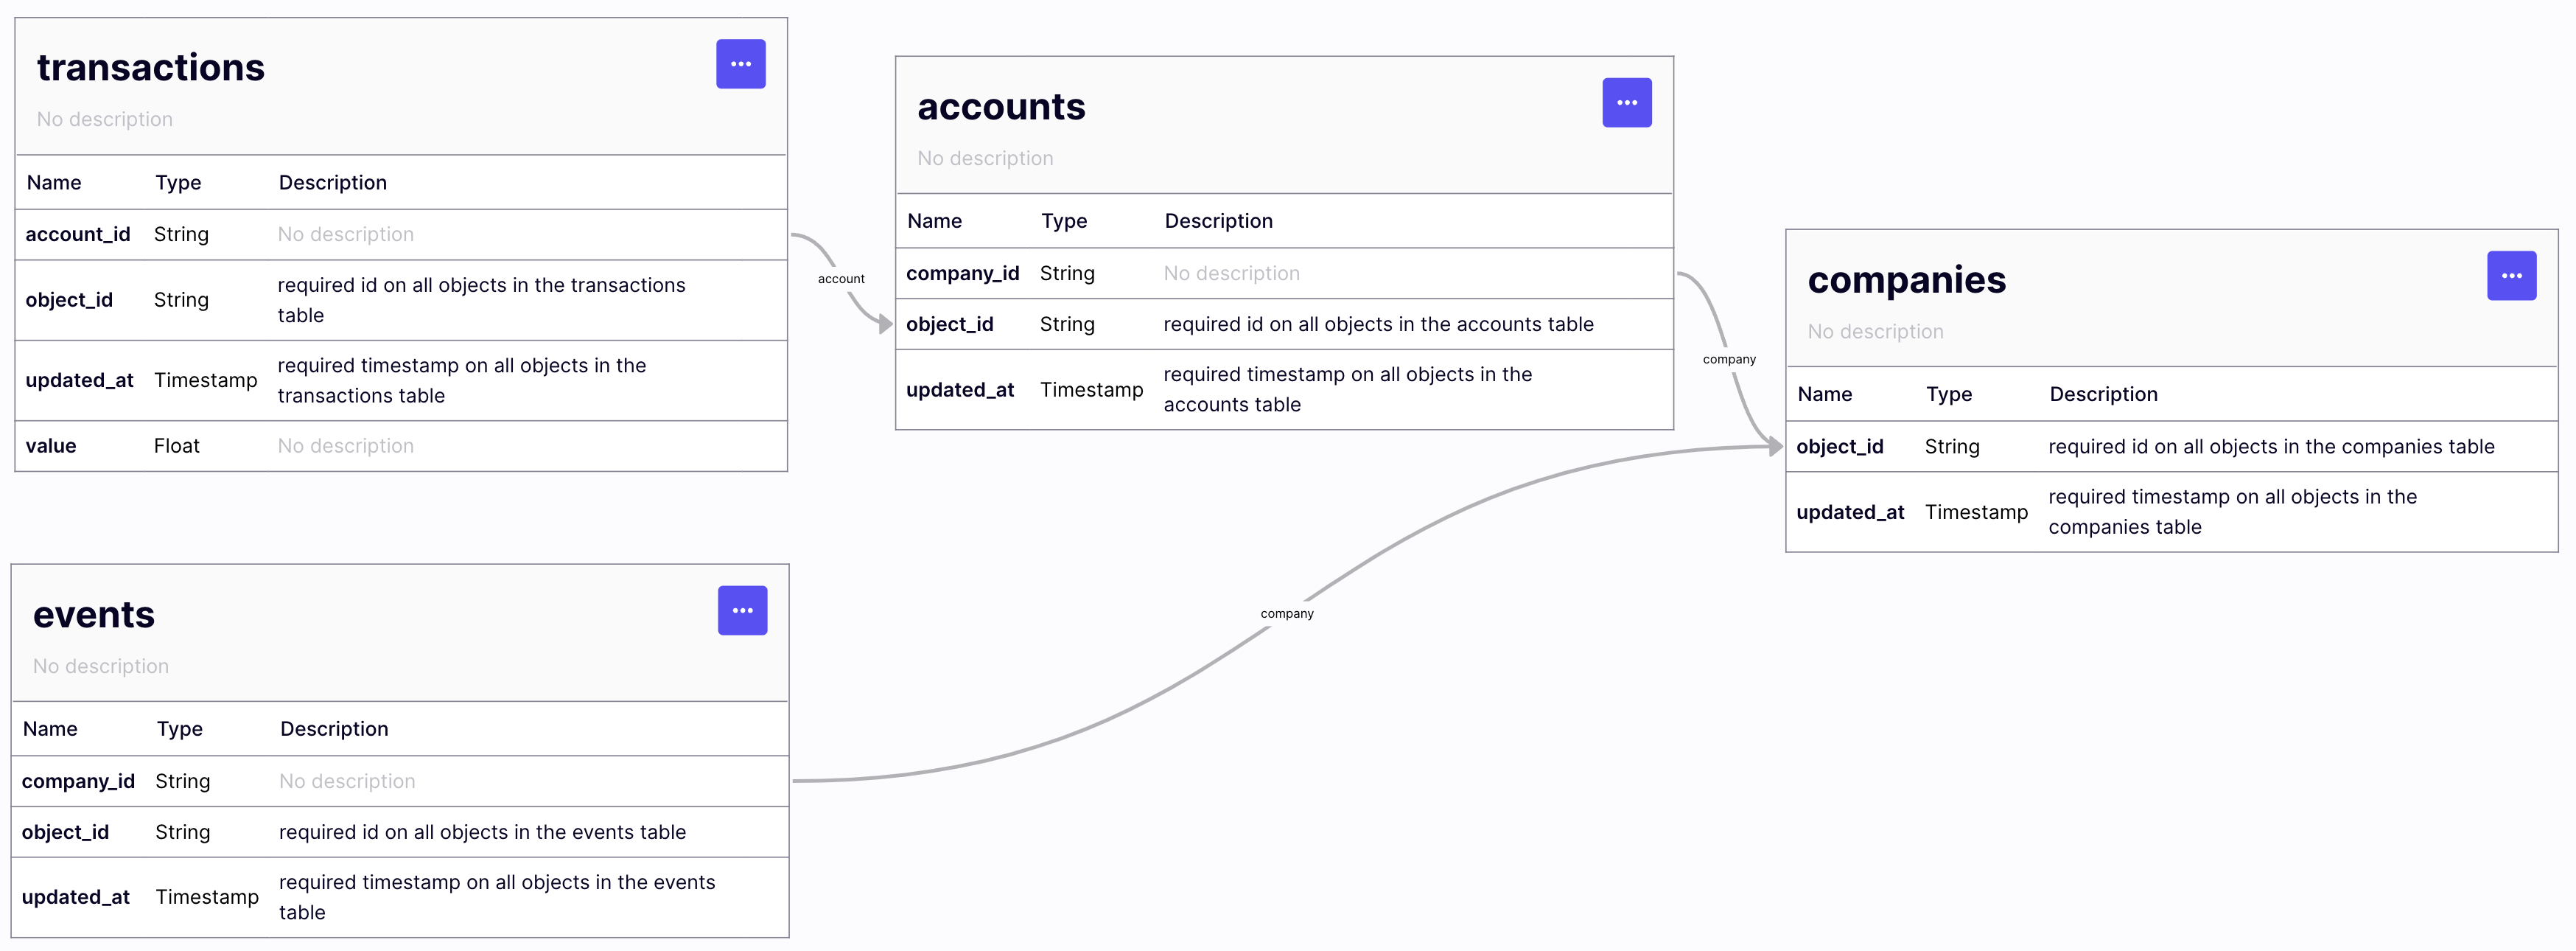 transactions
No description
Name Type Description
account_id String No description
object_id String required id on all objects in the transactions
table
updated_at Timestamp required timestamp on all objects in the
transactions table
value Float No description
account
accounts
No description
Name Type Description
company_id String No description
object_id String required id on all objects in the accounts table
updated_at Timestamp required timestamp on all objects in the
accounts table
company
companies
No description
Name Type Description
object_id String required id on all objects in the companies table
updated_at Timestamp required timestamp on all objects in the
companies table
events
No description
Name Type Description
company_id String No description
object_id String required id on all objects in the events table
updated_at Timestamp required timestamp on all objects in the events
table
company